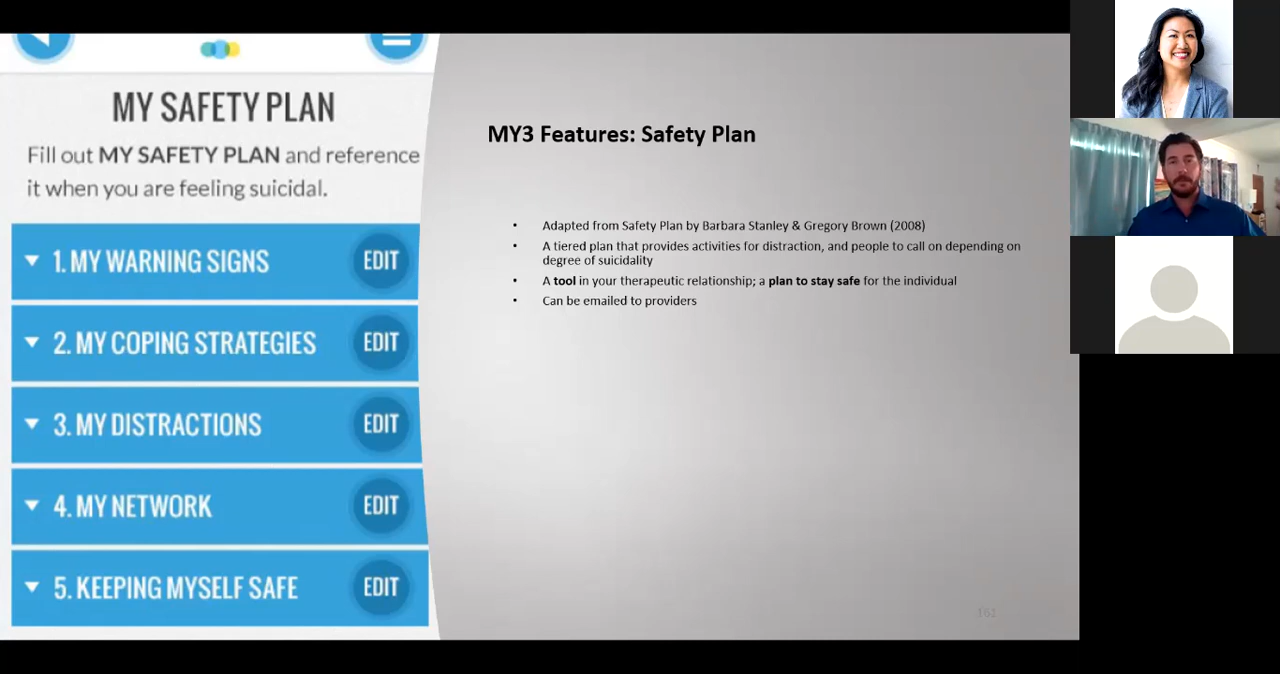 MY SAFETY PLAN
Fill out MY SAFETY PLAN and reference
it when you are feeling suicidal.
1. MY WARNING SIGNS EDIT
2. MY COPING STRATEGIES EDIT
3. MY DISTRACTIONS EDIT
4. MY NETWORK EDIT
5. KEEPING MYSELF SAFE EDIT
MY3 Features: Safety Plan
• Adapted from Safety Plan by Barbara Stanley & Gregory Brown (2008)
• A tiered plan that provides activities for distraction, and people to call on depending on
degree of suicidality
• A tool in your therapeutic relationship; a plan to stay safe for the individual
• Can be emailed to providers
161